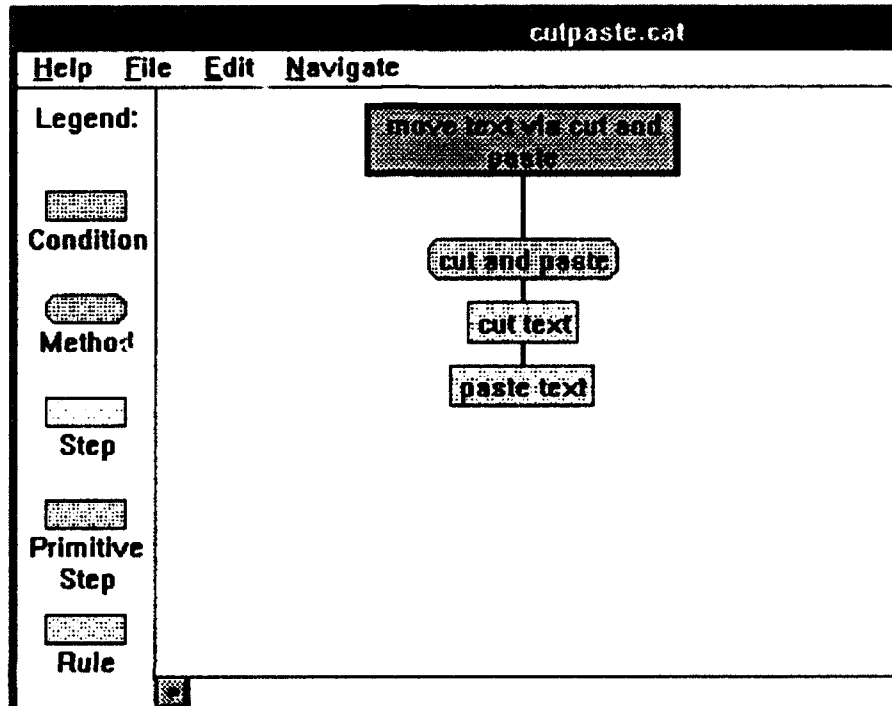 cutpaste.cat
Help File Edit Navigate
Legend:
Condition
Method
Step
Primitive
Step
Rule
move text via cut and
paste
cut and paste
cut text
paste text